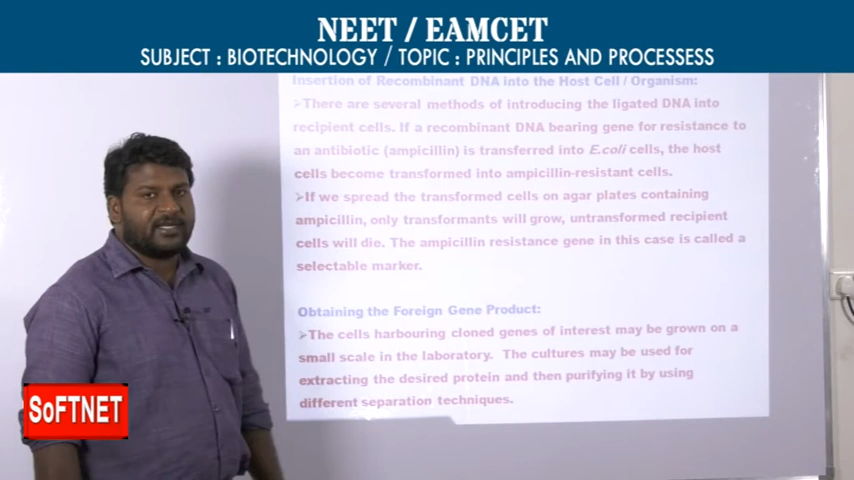 NEET / EAMCET
SUBJECT : BIOTECHNOLOGY / TOPIC : PRINCIPLES AND PROCESSESS
Insertion of Recombinant DNA into the Host Cell / Organism:
➢There are several methods of introducing the ligated DNA into
recipient cells. If a recombinant DNA bearing gene for resistance to
an antibiotic (ampicillin) is transferred into E.coli cells, the host
cells become transformed into ampicillin-resistant cells.
➢If we spread the transformed cells on agar plates containing
ampicillin, only transformants will grow, untransformed recipient
cells will die. The ampicillin resistance gene in this case is called a
selectable marker.
Obtaining the Foreign Gene Product:
➢The cells harbouring cloned genes of interest may be grown on a
small scale in the laboratory. The cultures may be used for
extracting the desired protein and then purifying it by using
different separation techniques.
SoFTNET